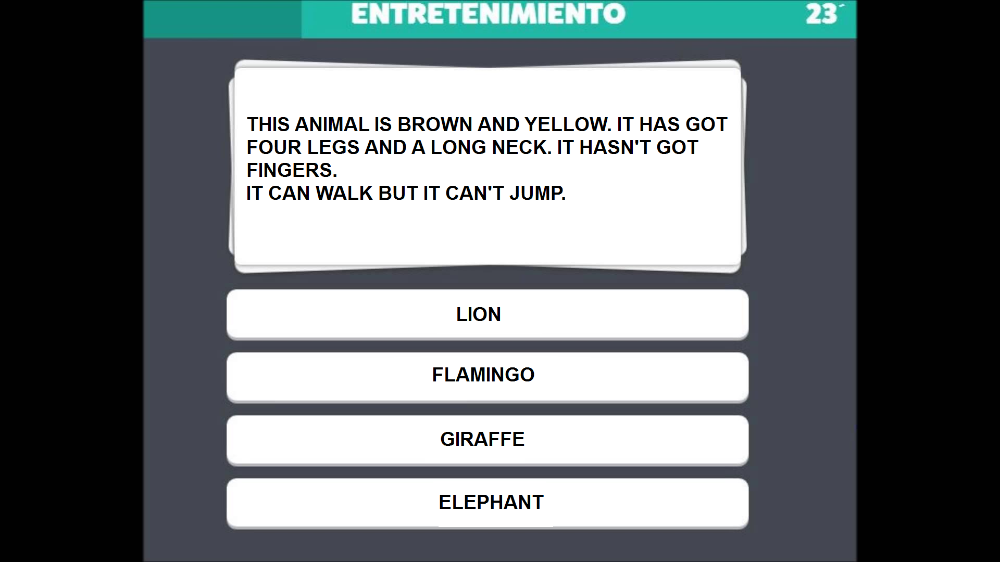 ENTRETENIMIENTO 23´
THIS ANIMAL IS BROWN AND YELLOW. IT HAS GOT
FOUR LEGS AND A LONG NECK. IT HASN'T GOT
FINGERS.
IT CAN WALK BUT IT CAN'T JUMP.
LION
FLAMINGO
GIRAFFE
ELEPHANT